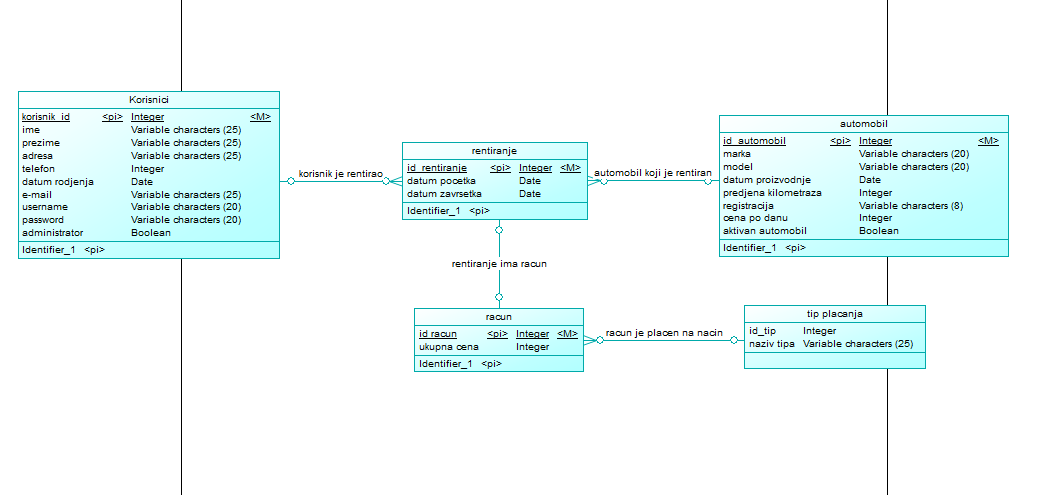 Korisnici
korisnik_id <pi> Integer <M>
ime Variable characters (25)
prezime Variable characters (25)
adresa Variable characters (25)
telefon Integer
datum rodjenja Date
e-mail Variable characters (25)
username Variable characters (20)
password Variable characters (20)
administrator Boolean
Identifier_1 <pi>
korisnik je rentirao
rentiranje
id_rentiranje <pi> Integer <M>
datum pocetka Date
datum zavrsetka Date
Identifier_1 <pi>
automobil koji je rentiran
automobil
id_automobil <pi> Integer <M>
marka Variable characters (20)
model Variable characters (20)
datum proizvodnje Date
predjena kilometraza Integer
registracija Variable characters (8)
cena po danu Integer
aktivan automobil Boolean
Identifier_1 <pi>
rentiranje ima racun
racun
id racun <pi> Integer <M>
ukupna cena Integer
Identifier_1 <pi>
racun je placen na nacin
tip placanja
id_tip Integer
naziv tipa Variable characters (25)